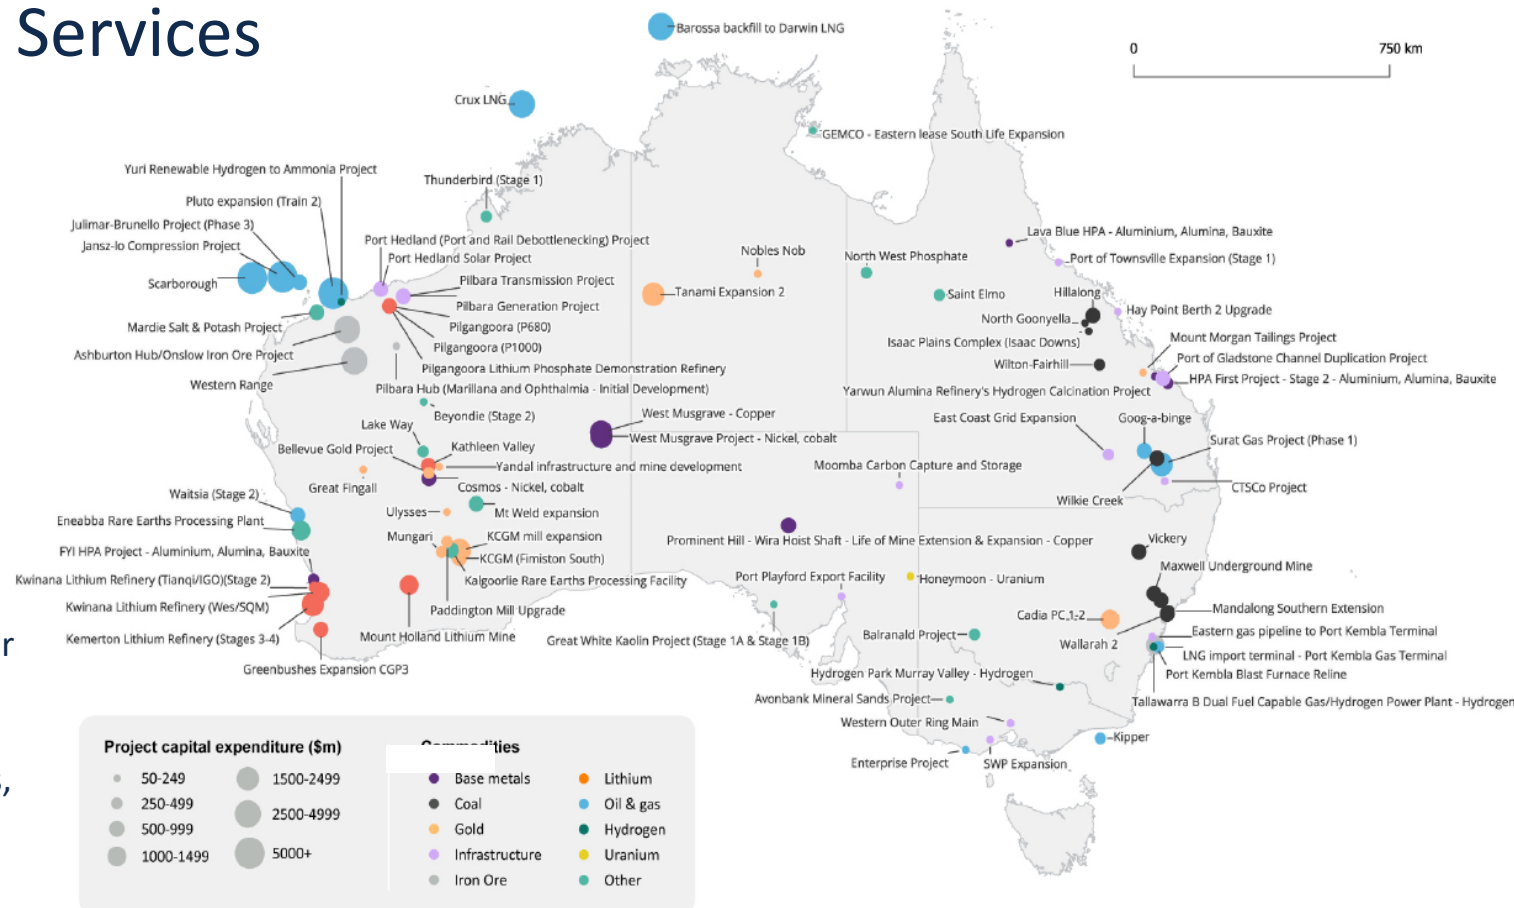 Services
Barossa backfill to Darwin LNG
0
750 km
Crux LNG
GEMCO - Eastern lease South Life Expansion
Yuri Renewable Hydrogen to Ammonia Project
Thunderbird (Stage 1)
Pluto expansion (Train 2)
Julimar-Brunello Project (Phase 3)
Jansz-Io Compression Project
Scarborough
Port Hedland (Port and Rail Debottlenecking) Project
Port Hedland Solar Project
Pilbara Transmission Project
Pilbara Generation Project
Pilgangoora (P680)
Pilgangoora (P1000)
Pilgangoora Lithium Phosphate Demonstration Refinery
Pilbara Hub (Marillana and Ophthalmia - Initial Development)
Mardie Salt & Potash Project
Ashburton Hub/Onslow Iron Ore Project
Western Range
Beyondie (Stage 2)
Nobles Nob
Tanami Expansion 2
North West Phosphate
Saint Elmo
Lava Blue HPA - Aluminium, Alumina, Bauxite
Port of Townsville Expansion (Stage 1)
Hillalong
North Goonyella
Isaac Plains Complex (Isaac Downs)
Hay Point Berth 2 Upgrade
Mount Morgan Tailings Project
Port of Gladstone Channel Duplication Project
HPA First Project - Stage 2 - Aluminium, Alumina, Bauxite
Wilton-Fairhill
Yarwun Alumina Refinery's Hydrogen Calcination Project
East Coast Grid Expansion
Goog-a-binge
Surat Gas Project (Phase 1)
Wilkie Creek
CTSCo Project
Lake Way
Bellevue Gold Project
Kathleen Valley
Yandal infrastructure and mine development
Great Fingall
Cosmos - Nickel, cobalt
West Musgrave - Copper
West Musgrave Project - Nickel, cobalt
Moomba Carbon Capture and Storage
Waitsia (Stage 2)
Eneabba Rare Earths Processing Plant
Ulysses
Mt Weld expansion
Mungari
KCGM mill expansion
KCGM (Fimiston South)
Kalgoorlie Rare Earths Processing Facility
Paddington Mill Upgrade
FYI HPA Project - Aluminium, Alumina, Bauxite
Kwinana Lithium Refinery (Tianqi/IGO)(Stage 2)
Kwinana Lithium Refinery (Wes/SQM)
Kemerton Lithium Refinery (Stages 3-4)
Greenbushes Expansion CGP3
Mount Holland Lithium Mine
Prominent Hill - Wira Hoist Shaft - Life of Mine Extension & Expansion - Copper
Port Playford Export Facility
Honeymoon - Uranium
Great White Kaolin Project (Stage 1A & Stage 1B)
Vickery
Maxwell Underground Mine
Mandalong Southern Extension
Cadia PC 1-2
Wallarah 2
Eastern gas pipeline to Port Kembla Terminal
LNG import terminal - Port Kembla Gas Terminal
Port Kembla Blast Furnace Reline
Tallawarra B Dual Fuel Capable Gas/Hydrogen Power Plant - Hydrogen
Balranald Project
Hydrogen Park Murray Valley - Hydrogen
Avonbank Mineral Sands Project
Western Outer Ring Main
Enterprise Project
SWP Expansion
Kipper
r
s,
Project capital expenditure ($m)
50-249
250-499
500-999
1000-1499
1500-2499
2500-4999
5000+
Commodities
Base metals
Coal
Gold
Infrastructure
Iron Ore
Lithium
Oil & gas
Hydrogen
Uranium
Other